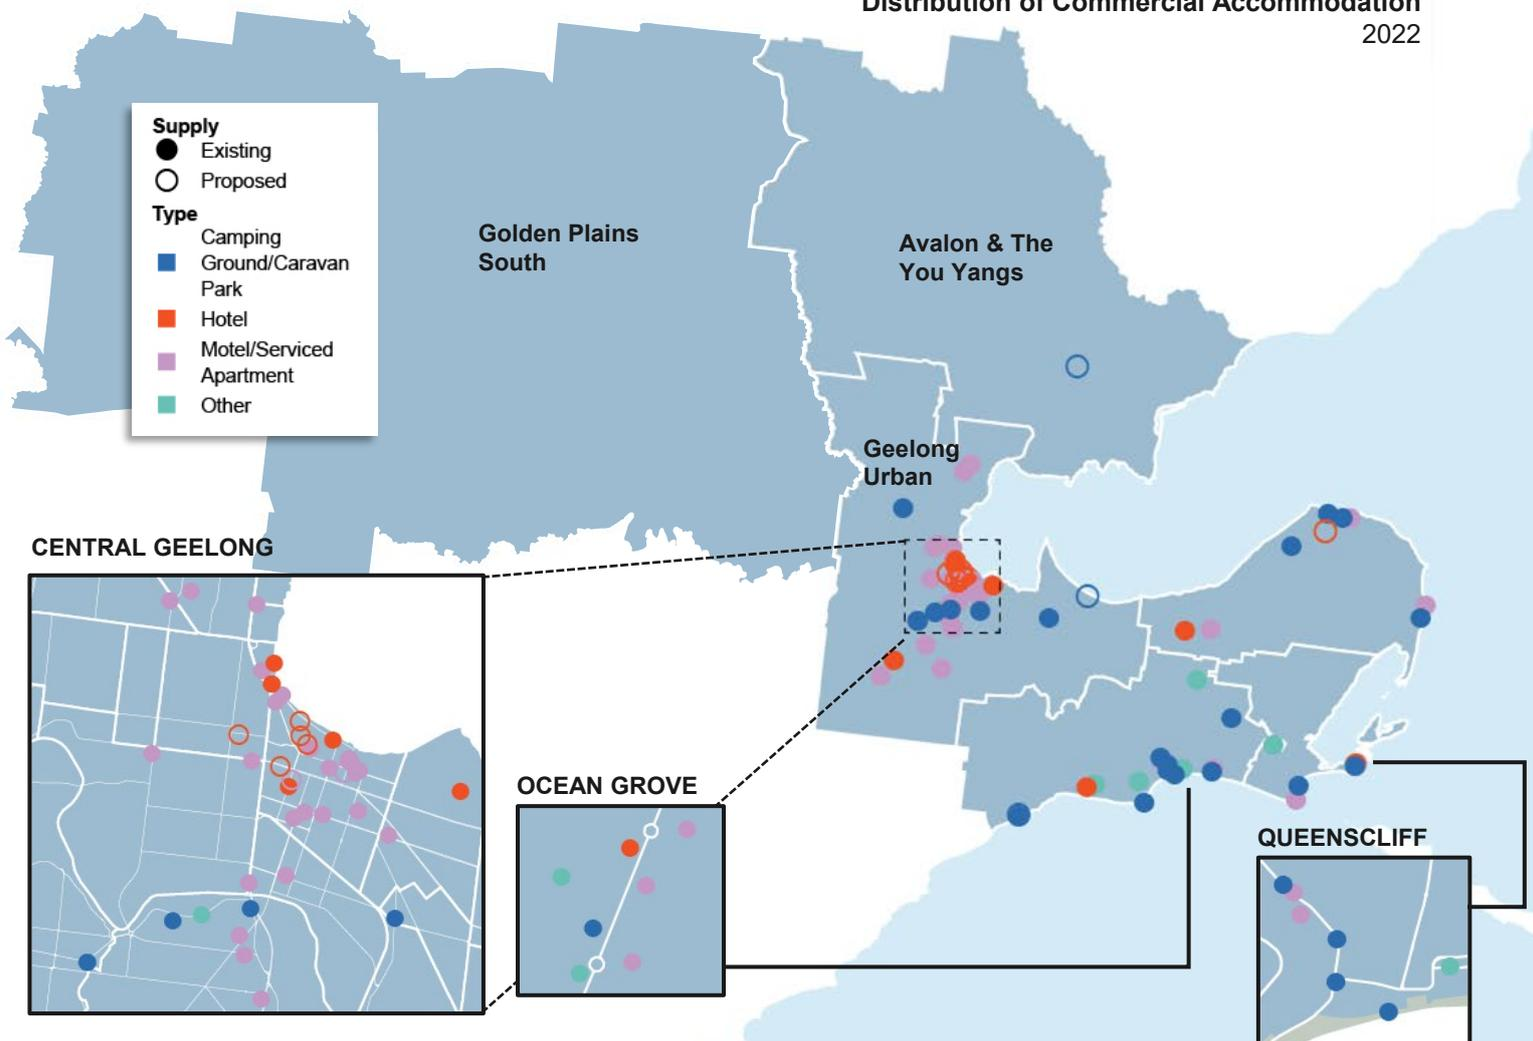 Distribution of Commercial Accommodation
2022
Supply
Existing
Proposed
Type
Camping
Ground/Caravan
Park
Hotel
Motel/Serviced
Apartment
Other
Golden Plains
South
Avalon & The
You Yangs
Geelong
Urban
CENTRAL GEELONG
OCEAN GROVE
QUEENSCLIFF